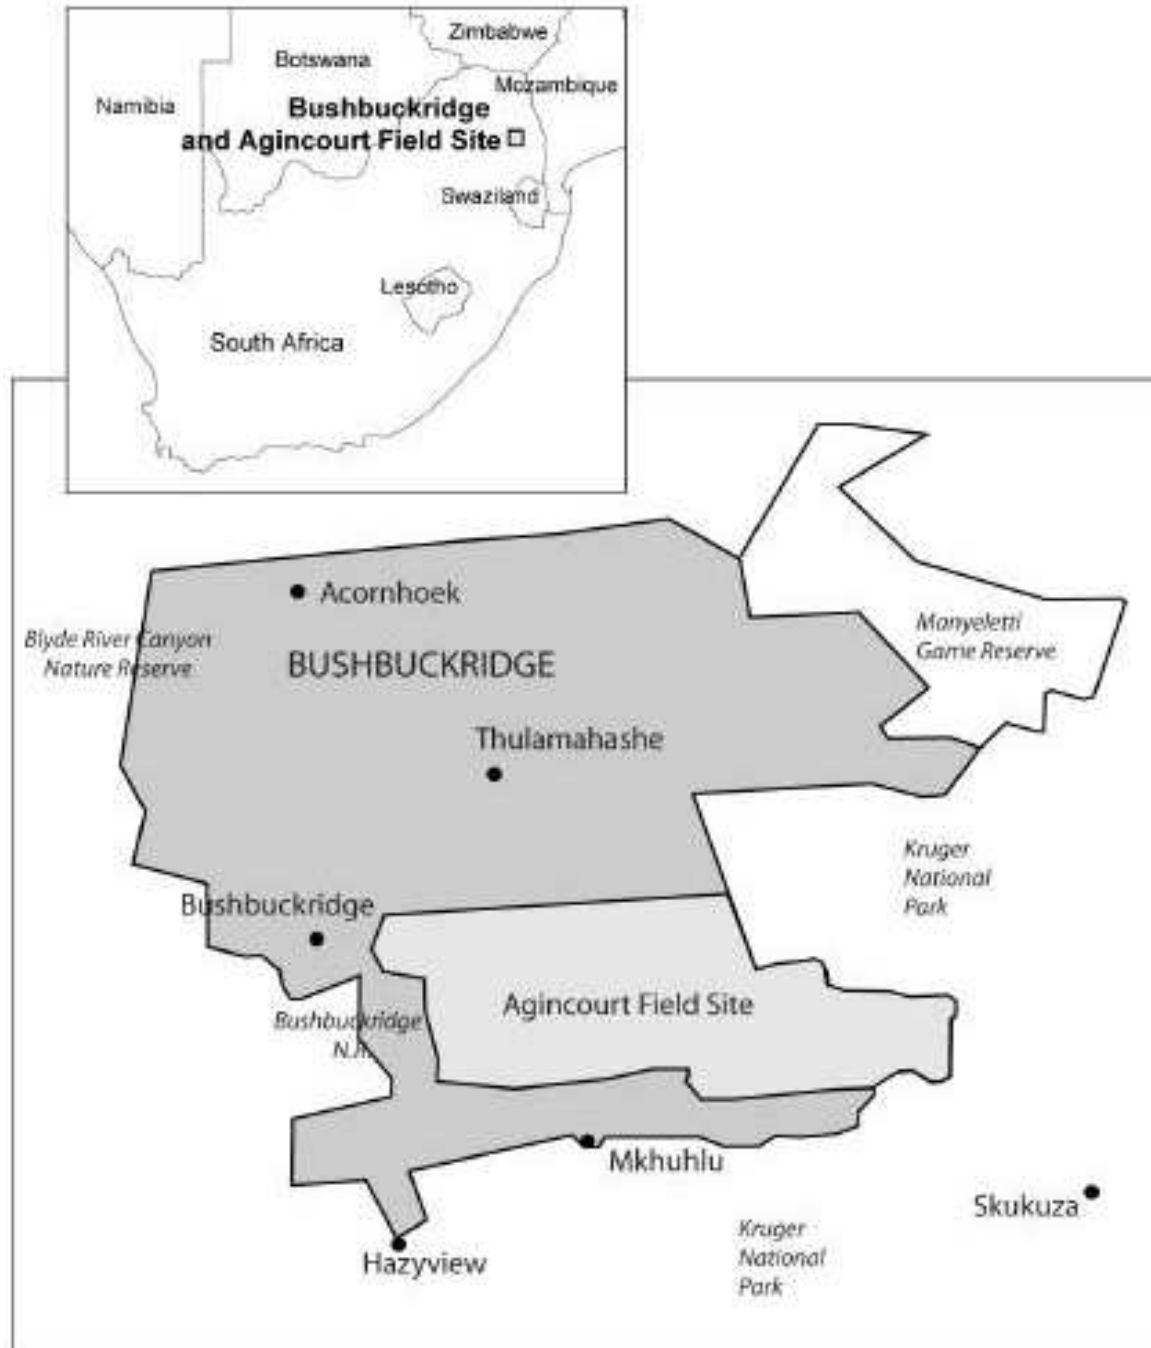 Zimbabwe
Botswana
Mozambique
Namibia
Bushbuckridge
and Agincourt Field Site
Swaziland
Lesotho
South Africa
Acornhoek
Blyde River Canyon
Nature Reserve
BUSHBUCKRIDGE
Manyeletti
Game Reserve
Thulamahashe
Kruger
National
Park
Bushbuckridge
Agincourt Field Site
Bushbuckridge
Mkhuhlu
Skukuza
Kruger
National
Park
Hazyview